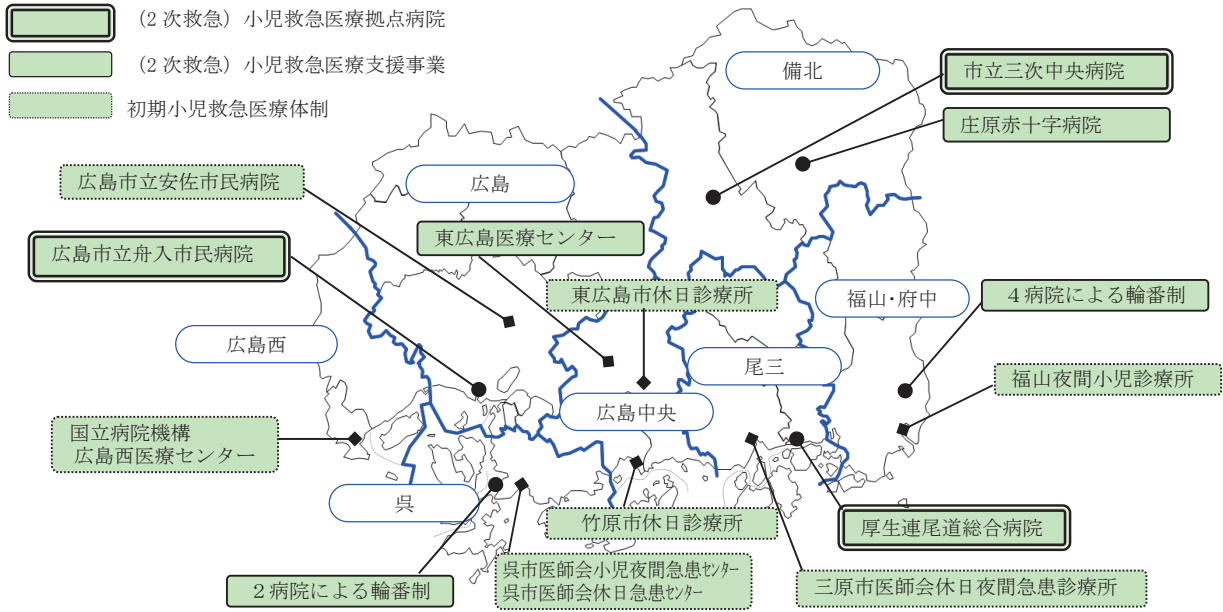 (2 次救急) 小児救急医療拠点病院
(2 次救急) 小児救急医療支援事業
初期小児救急医療体制
備北
市立三次中央病院
庄原赤十字病院
広島市立安佐市民病院
広島
東広島医療センター
広島市立舟入市民病院
東広島市休日診療所
福山・府中
4病院による輪番制
広島西
尾三
福山夜間小児診療所
広島中央
国立病院機構
広島西医療センター
呉
竹原市休日診療所
厚生連尾道総合病院
呉市医師会小児夜間急患センター
呉市医師会休日急患センター
2病院による輪番制
三原市医師会休日夜間急患診療所